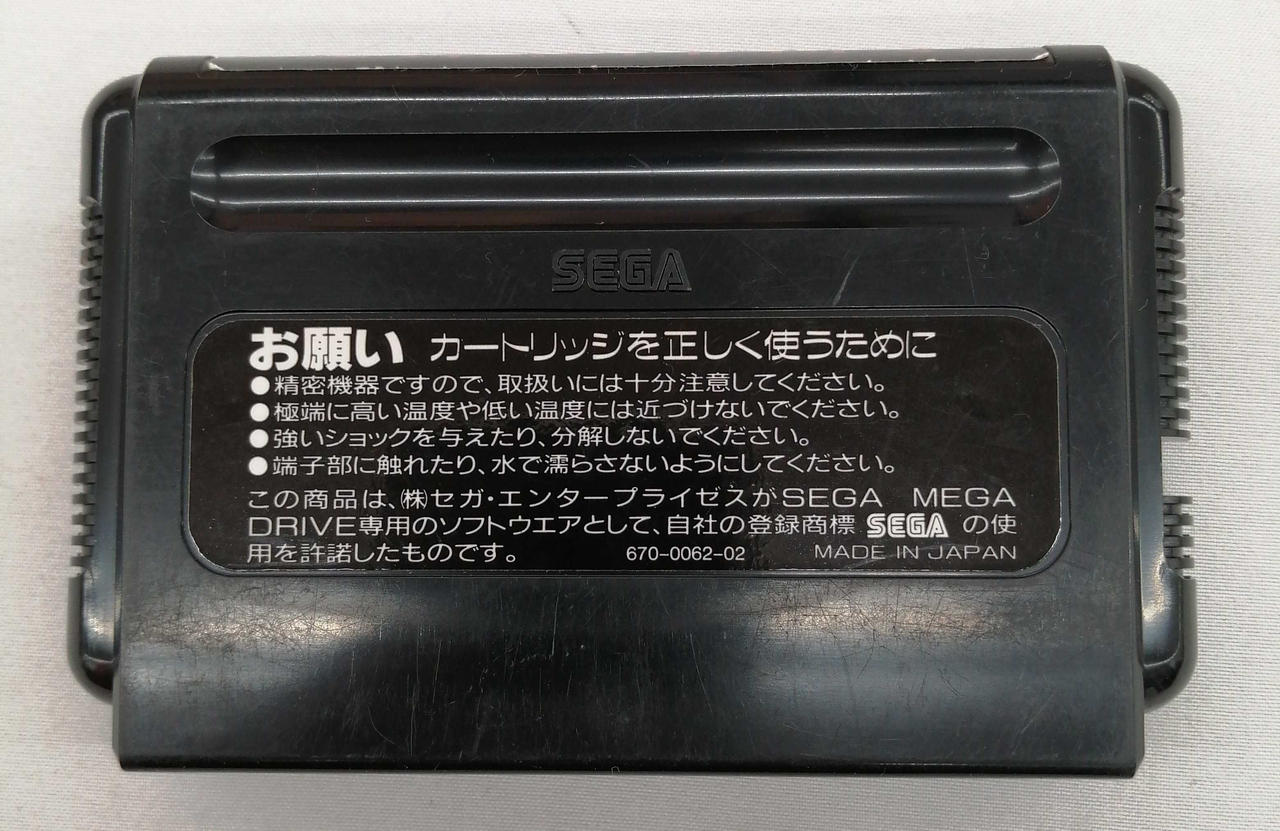 SEGA
お願い カートリッジを正しく使うために
●精密機器ですので、取扱いには十分注意してください。
●極端に高い温度や低い温度には近づけないでください。
●強いショックを与えたり、分解しないでください。
●端子部に触れたり、水で濡らさないようにしてください。
この商品は、㈱セガ・エンタープライゼスがSEGA MEGA
DRIVE専用のソフトウエアとして、自社の登録商標 SEGA の使
用を許諾したものです。 670-0062-02 MADE IN JAPAN